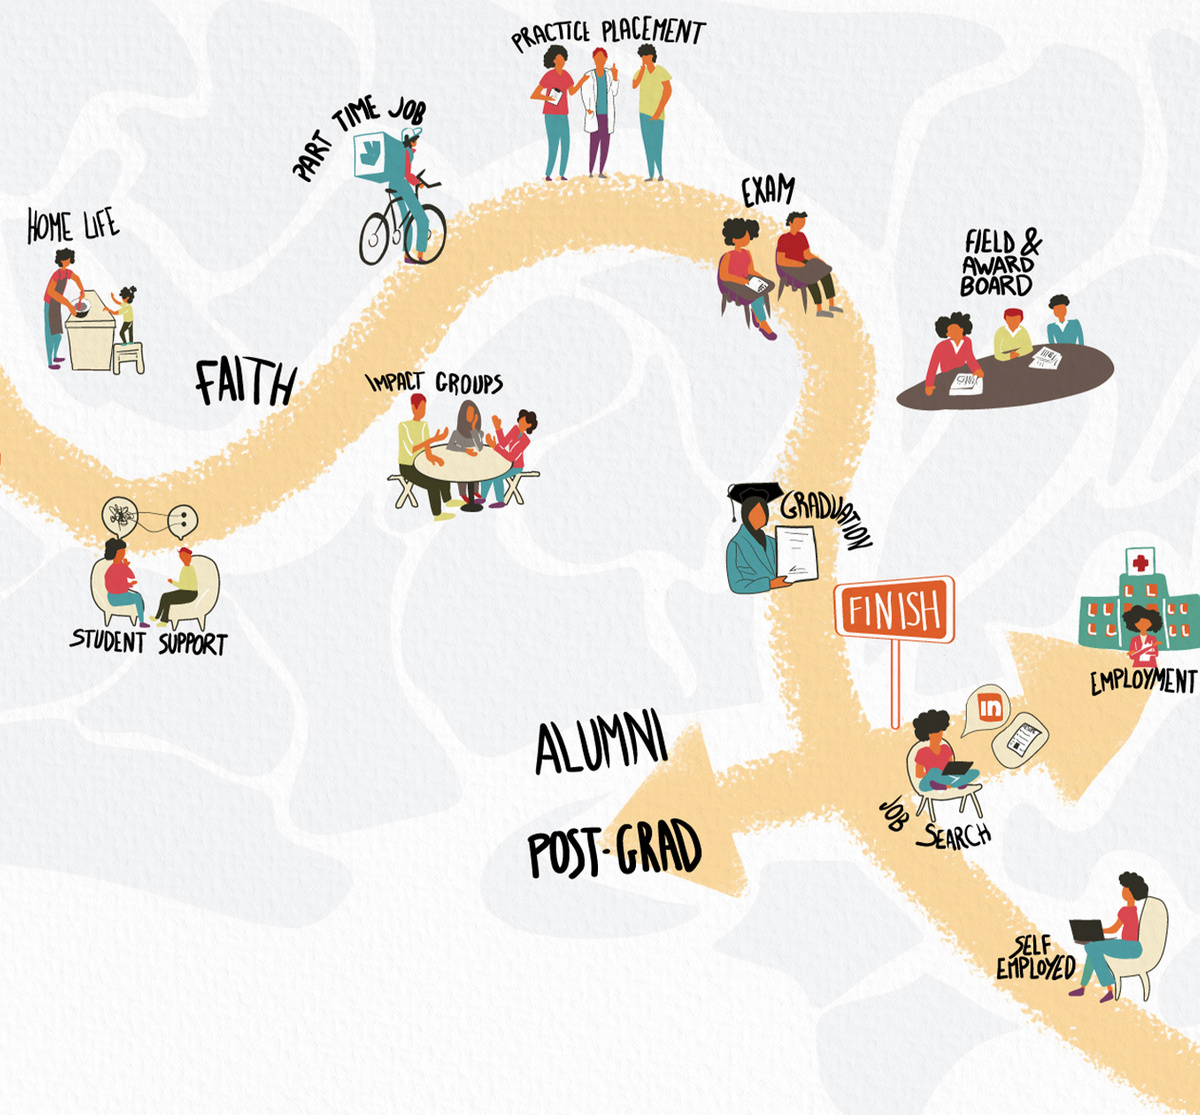 PRACTICE PLACEMENT
PART TIME JOB
EXAM
HOME LIFE
FIELD &
AWARD
BOARD
FAITH
IMPACT GROUPS
GRADUATION
FINISH
STUDENT SUPPORT
EMPLOYMENT
in
ALUMNI
JOB SEARCH
POST-GRAD
SELF
EMPLOYED